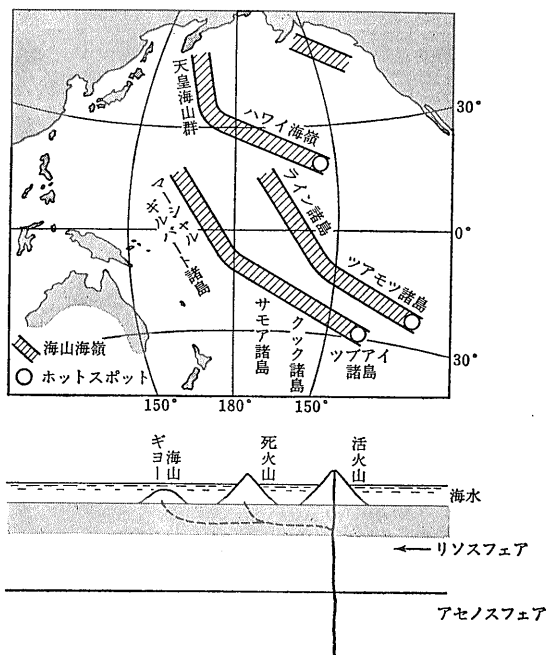 天皇海山群
ハワイ海嶺
30°
マーシャル
ギルバート諸島
ライン諸島
0°
ツアモツ諸島
サモア諸島
クック諸島
ツブアイ
諸島
海山海嶺
ホットスポット
30°
150°
180°
150°
海山
ギヨー
死火山
活火山
海水
リソスフェア
アセノスフェア